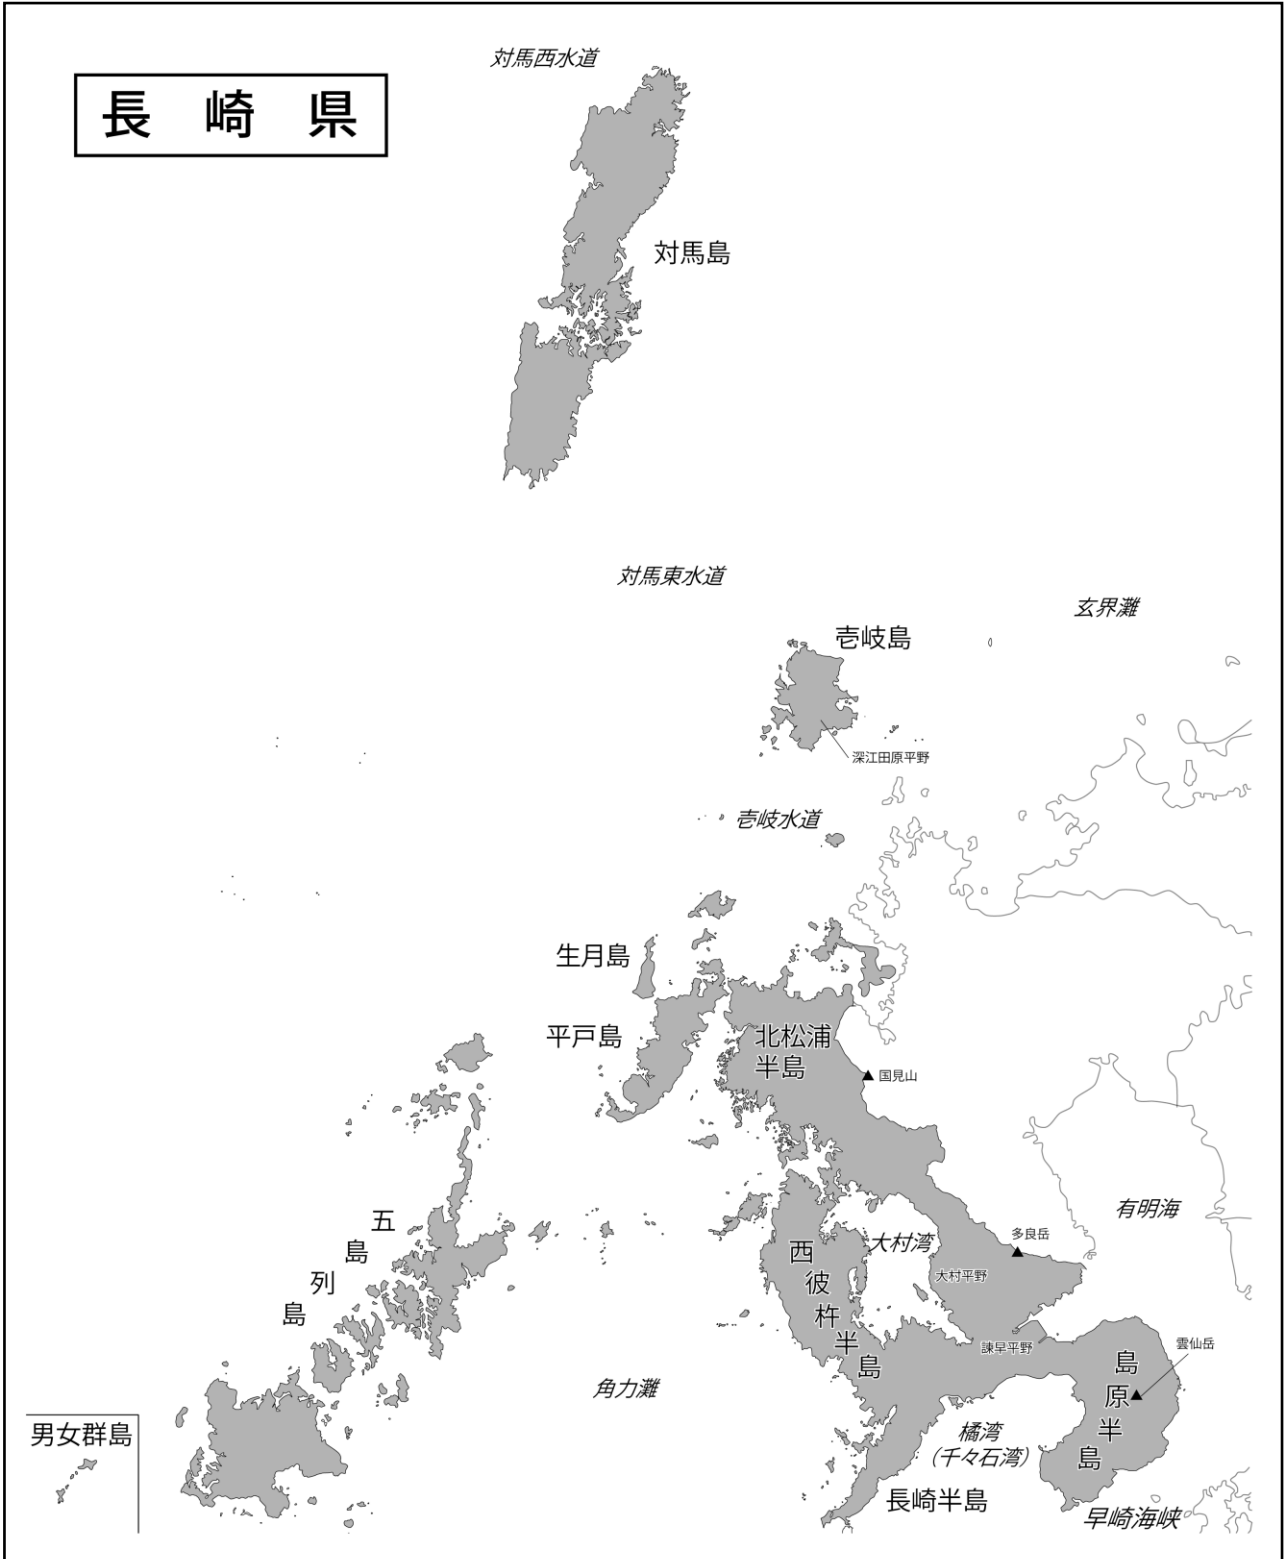 対馬西水道
長崎県
対馬島
対馬東水道
玄界灘
壱岐島
深江田原平野
壱岐水道
生月島
平戸島
北松浦
半島
国見山
有明海
五島列島
多良岳
大村湾
西彼杵半島
大村平野
諫早平野
雲仙岳
島原半島
角力灘
男女群島
橘湾
（千々石湾）
長崎半島
早崎海峡